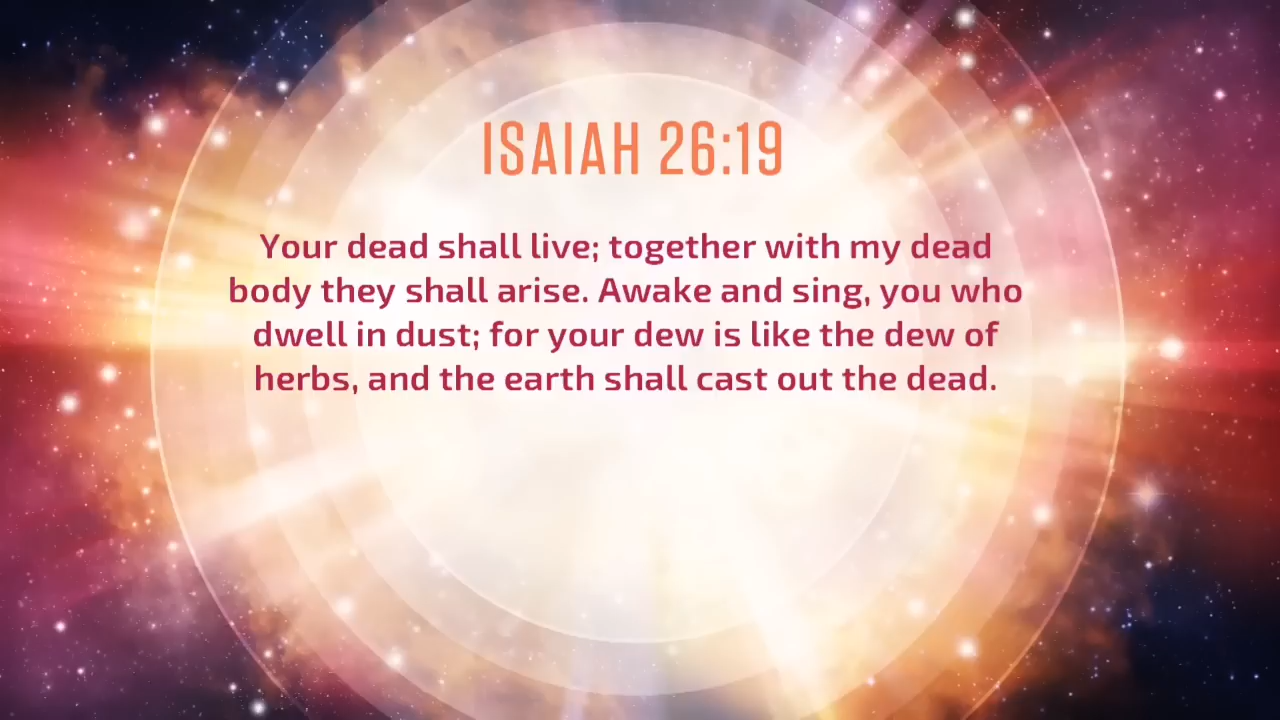 ISAIAH 26:19
Your dead shall live; together with my dead
body they shall arise. Awake and sing, you who
dwell in dust; for your dew is like the dew of
herbs, and the earth shall cast out the dead.